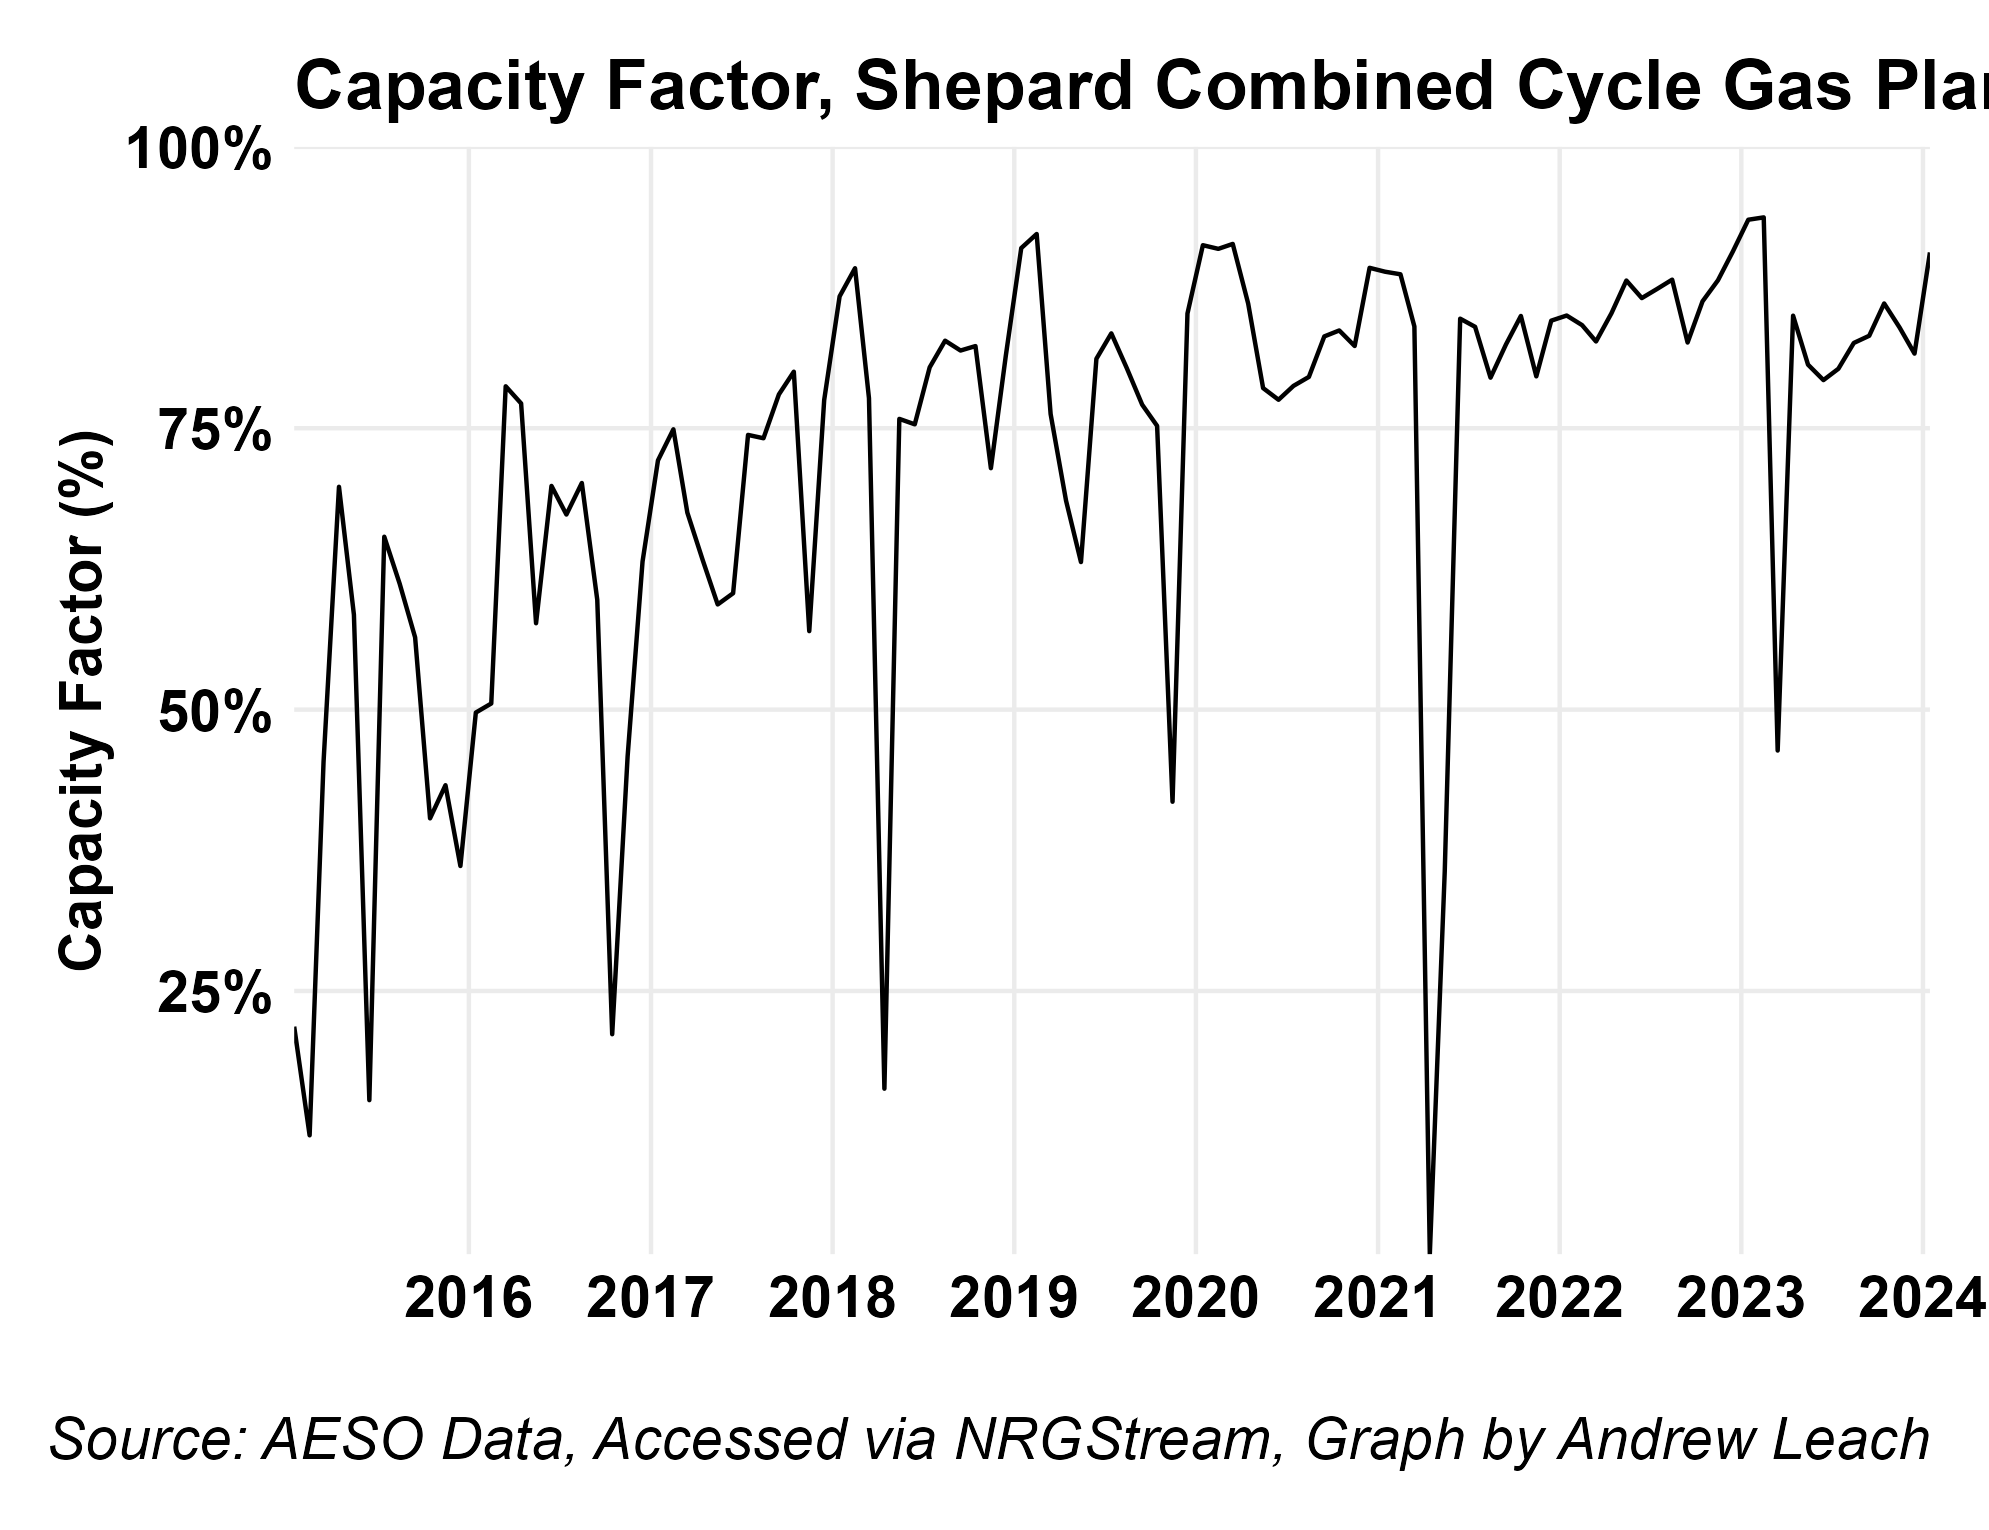 Capacity Factor, Shepard Combined Cycle Gas
100%
75%
50%
25%
Capacity Factor (%)
2016 2017 2018 2019 2020 2021 2022 2023 2024
Source: AESO Data, Accessed via NRGStream, Graph by Andrew Leach